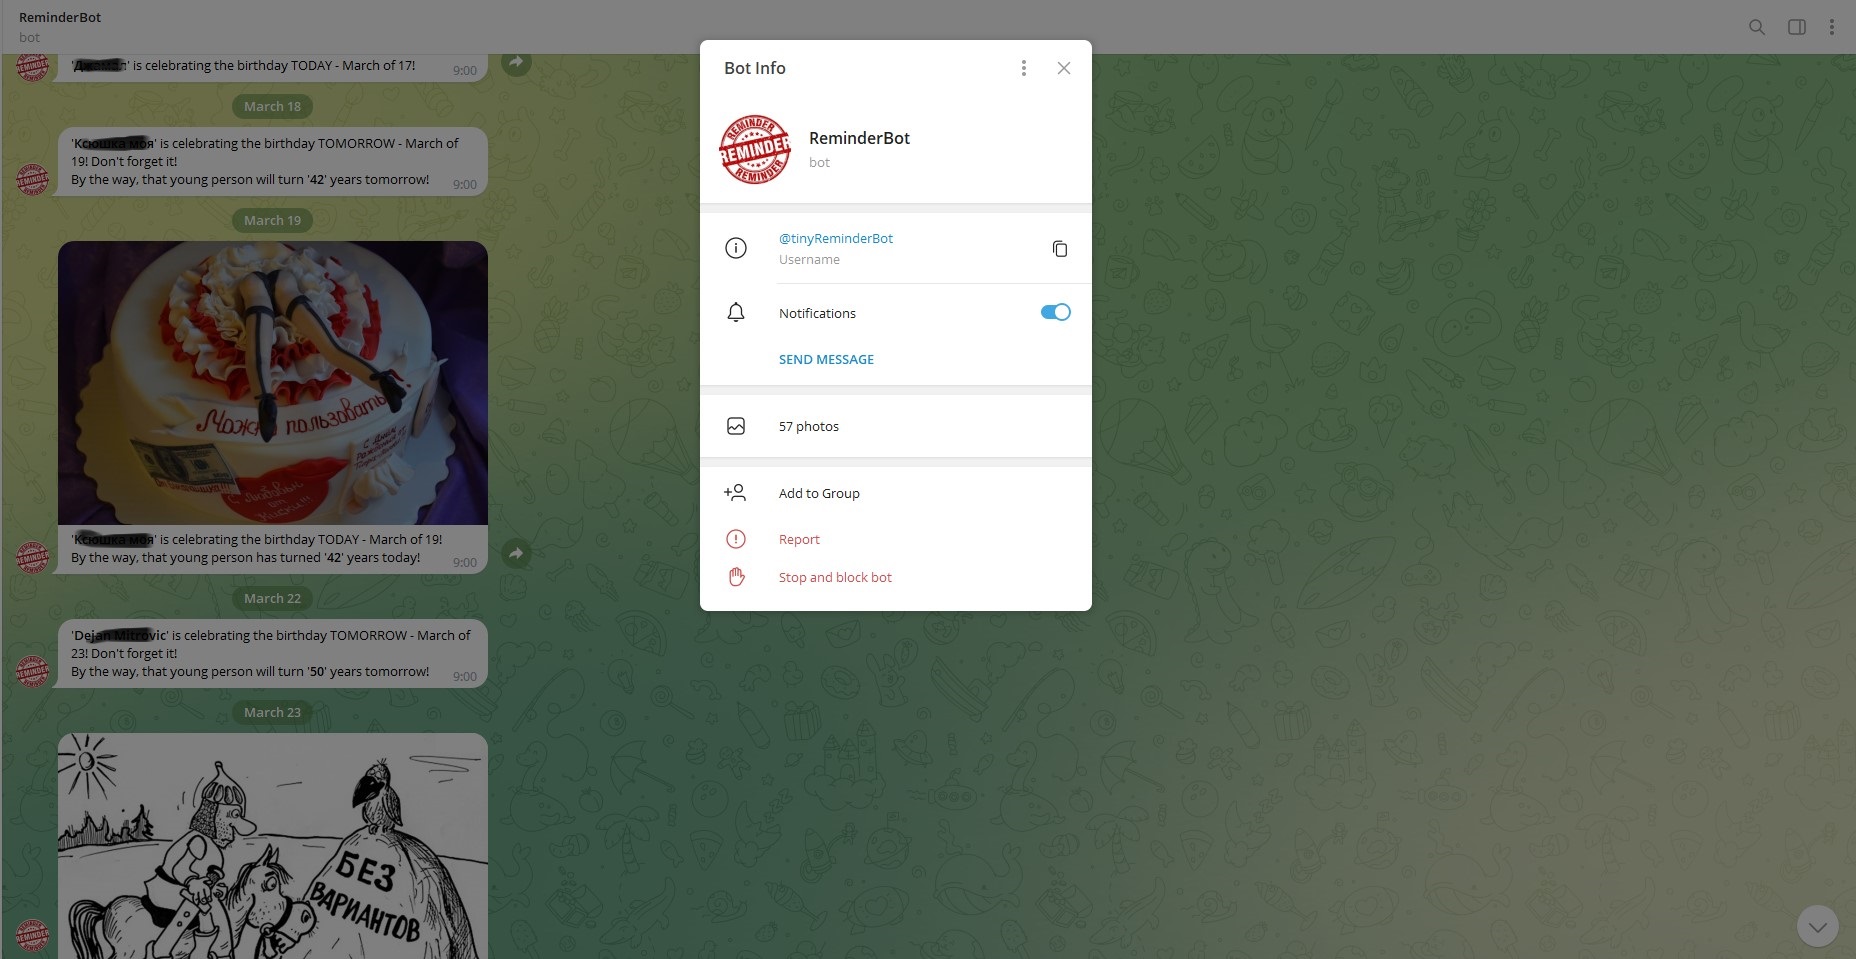 ReminderBot
bot
' is celebrating the birthday TODAY - March of 17!
9:00
March 18
'Ксюшка моя' is celebrating the birthday TOMORROW - March of
19! Don't forget it!
By the way, that young person will turn '42' years tomorrow!
9:00
March 19
Можно пользовать
С Днём
Рождения
С любовью
от
' Ксюшка моя' is celebrating the birthday TODAY - March of 19!
By the way, that young person has turned '42' years today!
9:00
March 22
'Dejan Mitrovic' is celebrating the birthday TOMORROW - March of
23! Don't forget it!
By the way, that young person will turn '50' years tomorrow!
9:00
March 23
БЕЗ
ВАРИАНТОВ
REMINDER
Bot Info
REMINDER
REMINDER
REMINDER
ReminderBot
bot
@tinyReminderBot
Username
Notifications
SEND MESSAGE
57 photos
Add to Group
Report
Stop and block bot